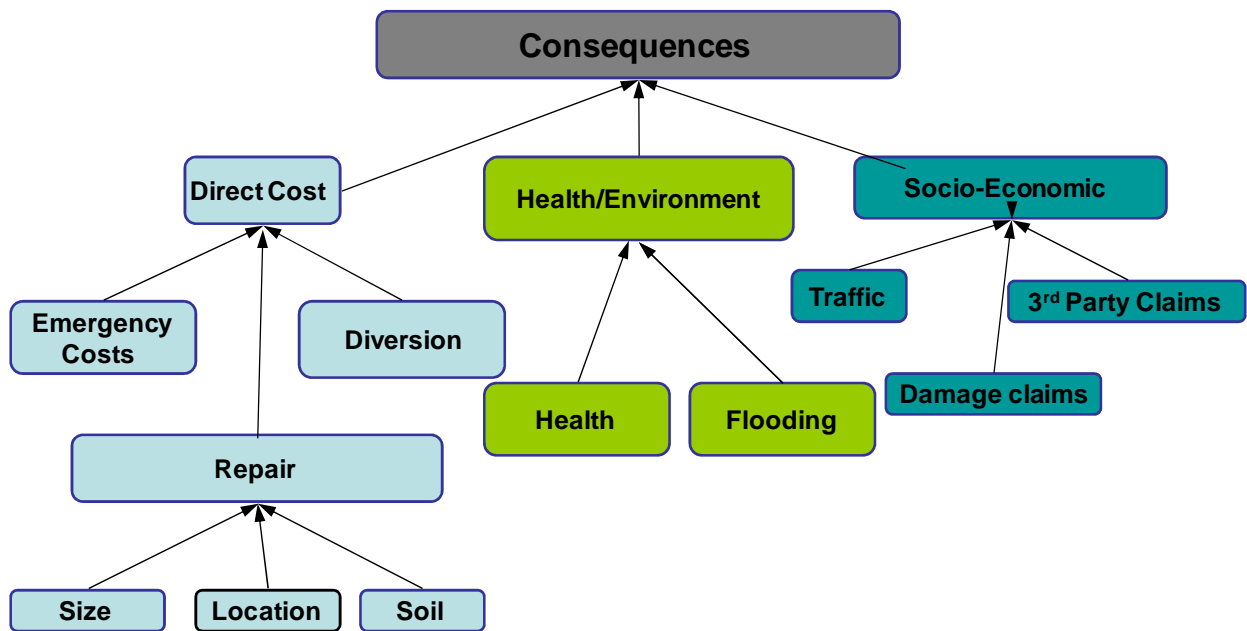 Consequences
Direct Cost
Health/Environment
Socio-Economic
Emergency
Costs
Diversion
Traffic
3rd Party Claims
Health
Flooding
Damage claims
Repair
Size
Location
Soil